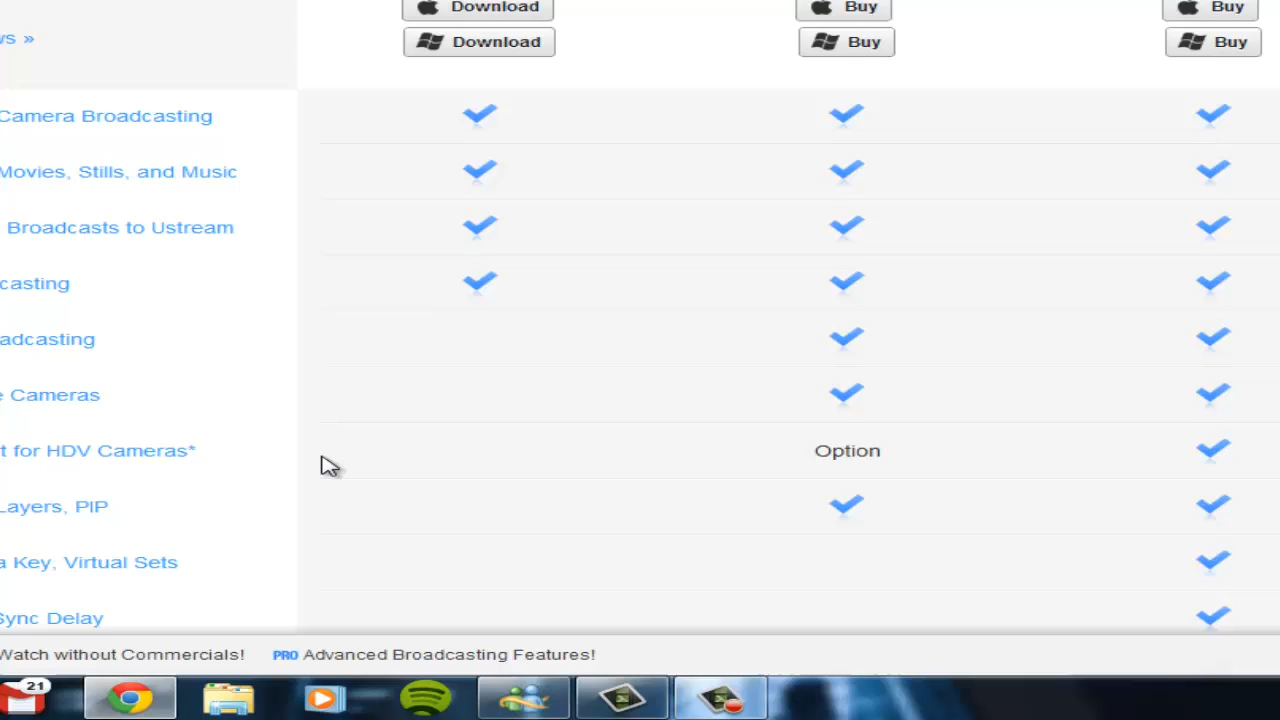 Download Buy Buy
ws »
Download Buy Buy
Camera Broadcasting
Movies, Stills, and Music
Broadcasts to Ustream
casting
adcasting
e Cameras
t for HDV Cameras* Option
Layers, PIP
a Key, Virtual Sets
Sync Delay
Watch without Commercials! PRO Advanced Broadcasting Features!
21